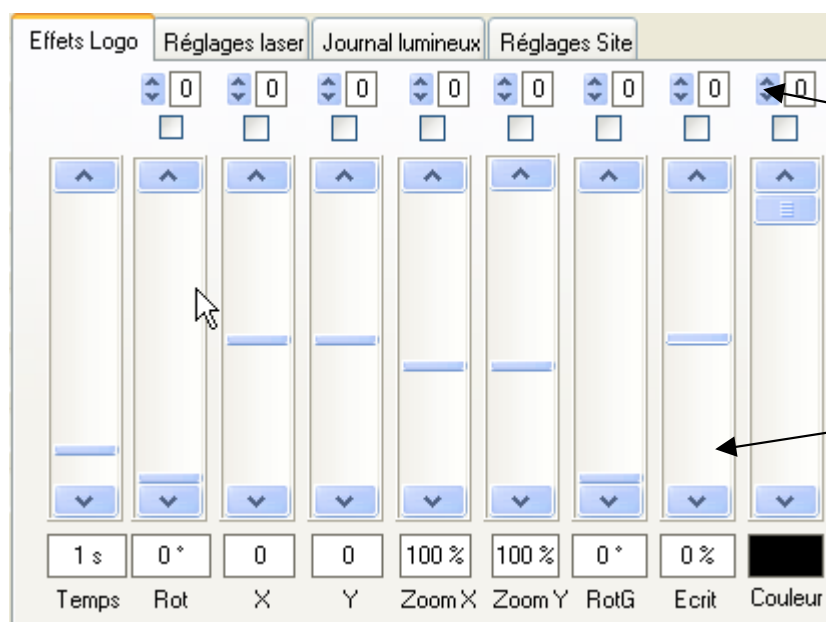 Effets Logo Réglages laser Journal lumineux Réglages Site
0 0 0 0 0 0 0 0
1 s 0 ° 0 0 100 % 100 % 0 ° 0 %
Temps Rot X Y Zoom X Zoom Y RotG Ecrit Couleur